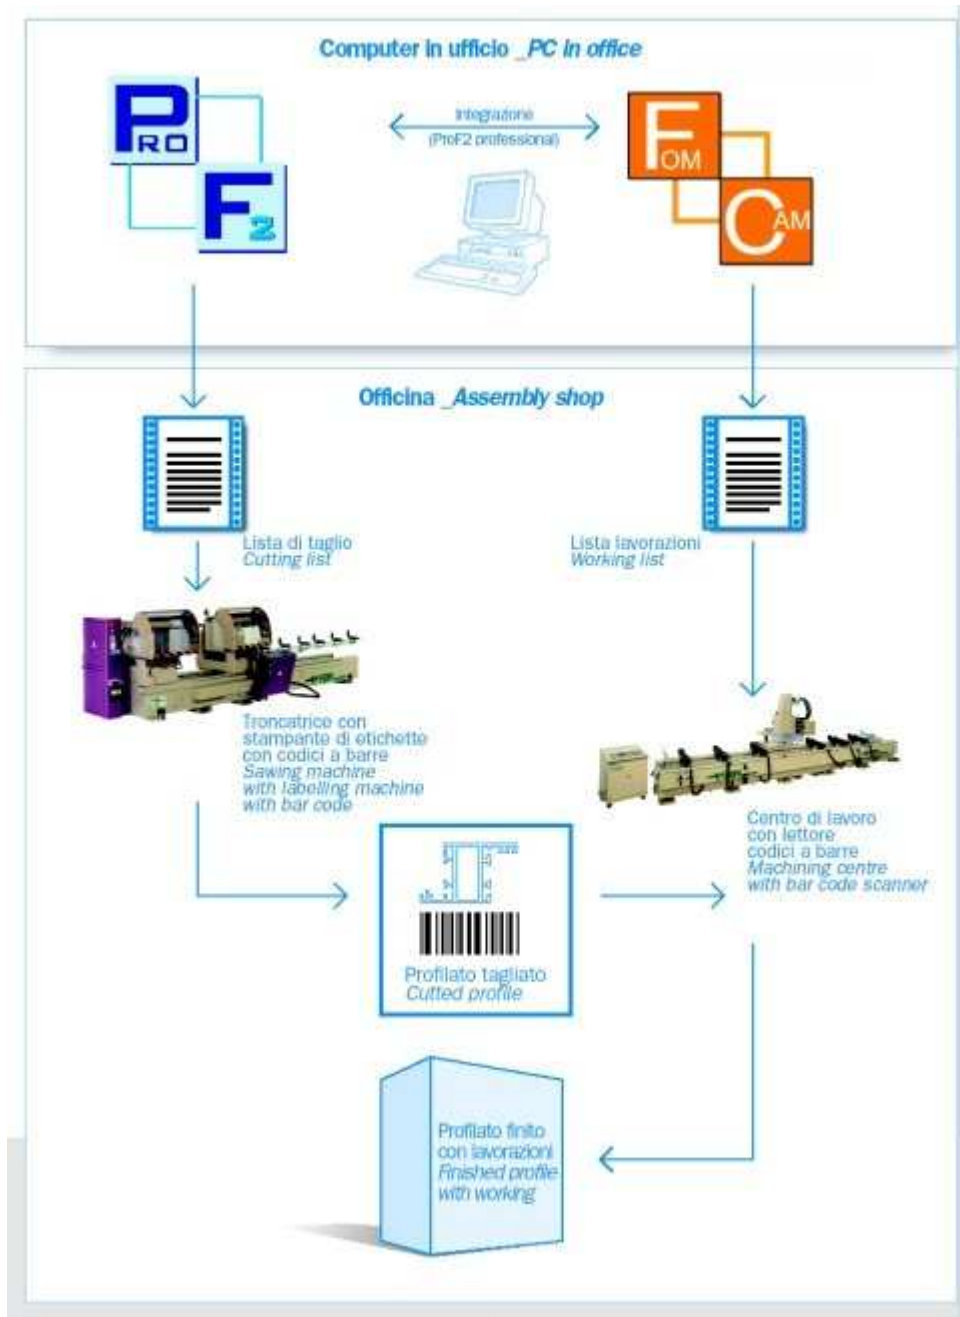 Computer in ufficio _PC in office
PRO
F2
Integrazione
(ProF2 professional)
FOM
CAM
Officina _Assembly shop
Lista di taglio
Cutting list
Lista lavorazioni
Working list
Troncatrice con
stampante di etichette
con codici a barre
Sawing machine
with labelling machine
with bar code
Centro di lavoro
con lettore
codici a barre
Machining centre
with bar code scanner
Profilato tagliato
Cutted profile
Profilato finito
con lavorazioni
Finished profile
with working